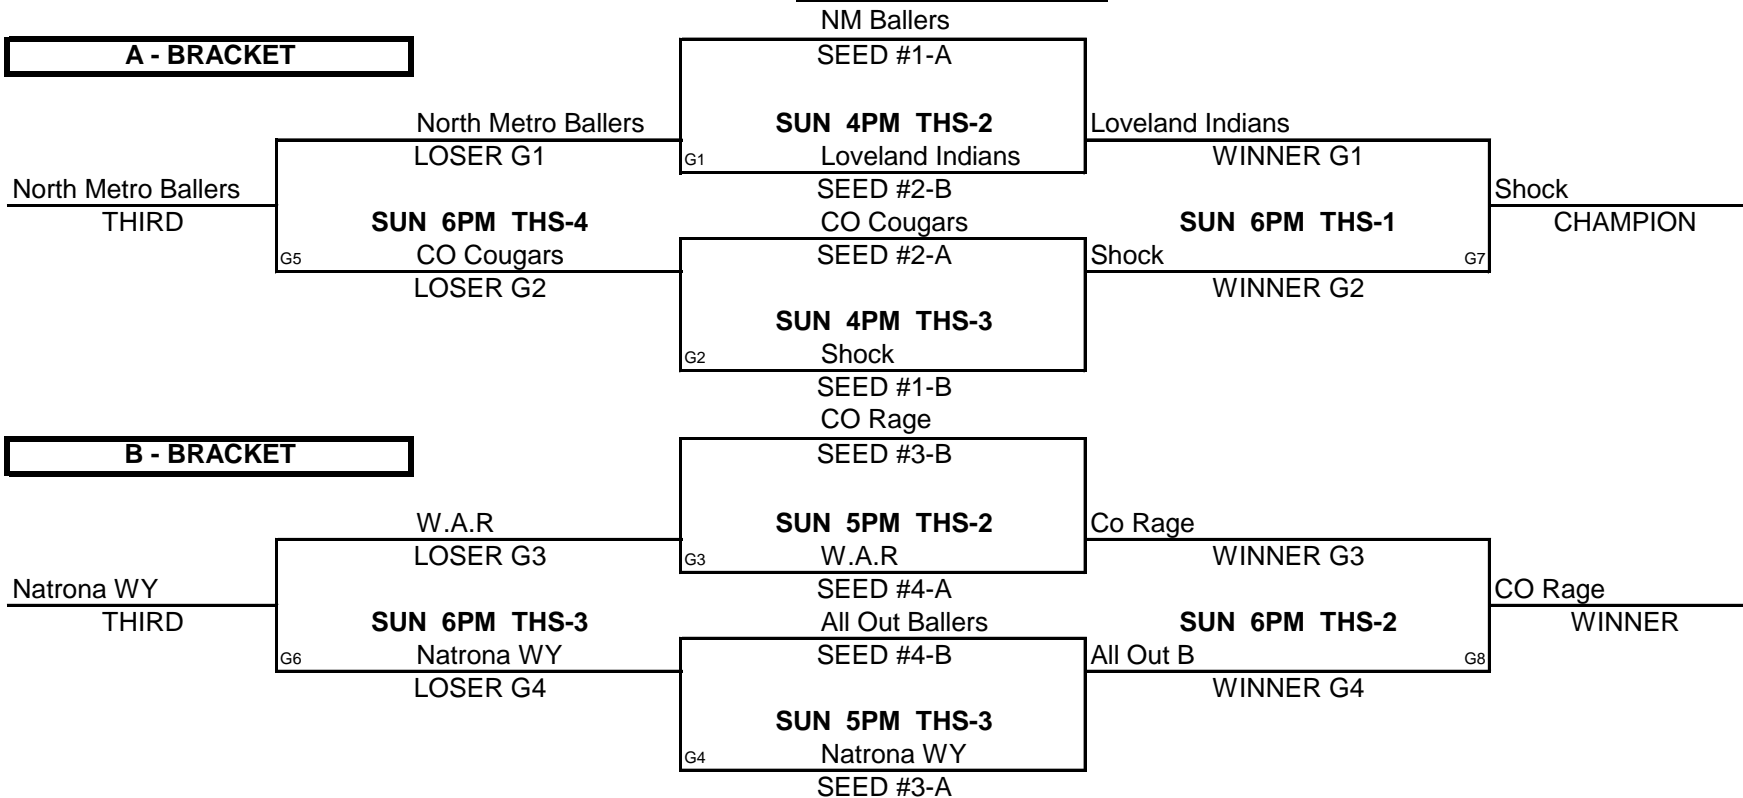 NM Ballers
A - BRACKET
SEED #1-A
North Metro Ballers
SUN 4PM THS-2
Loveland Indians
LOSER G1
G1
Loveland Indians
WINNER G1
North Metro Ballers
SEED #2-B
Shock
THIRD
SUN 6PM THS-4
CO Cougars
SUN 6PM THS-1
CHAMPION
G5
CO Cougars
SEED #2-A
Shock
G7
LOSER G2
WINNER G2
SUN 4PM THS-3
G2
Shock
SEED #1-B
CO Rage
B - BRACKET
SEED #3-B
W.A.R
SUN 5PM THS-2
Co Rage
LOSER G3
G3
W.A.R
WINNER G3
Natrona WY
SEED #4-A
CO Rage
THIRD
SUN 6PM THS-3
All Out Ballers
SUN 6PM THS-2
WINNER
G6
Natrona WY
SEED #4-B
All Out B
G8
LOSER G4
WINNER G4
SUN 5PM THS-3
G4
Natrona WY
SEED #3-A